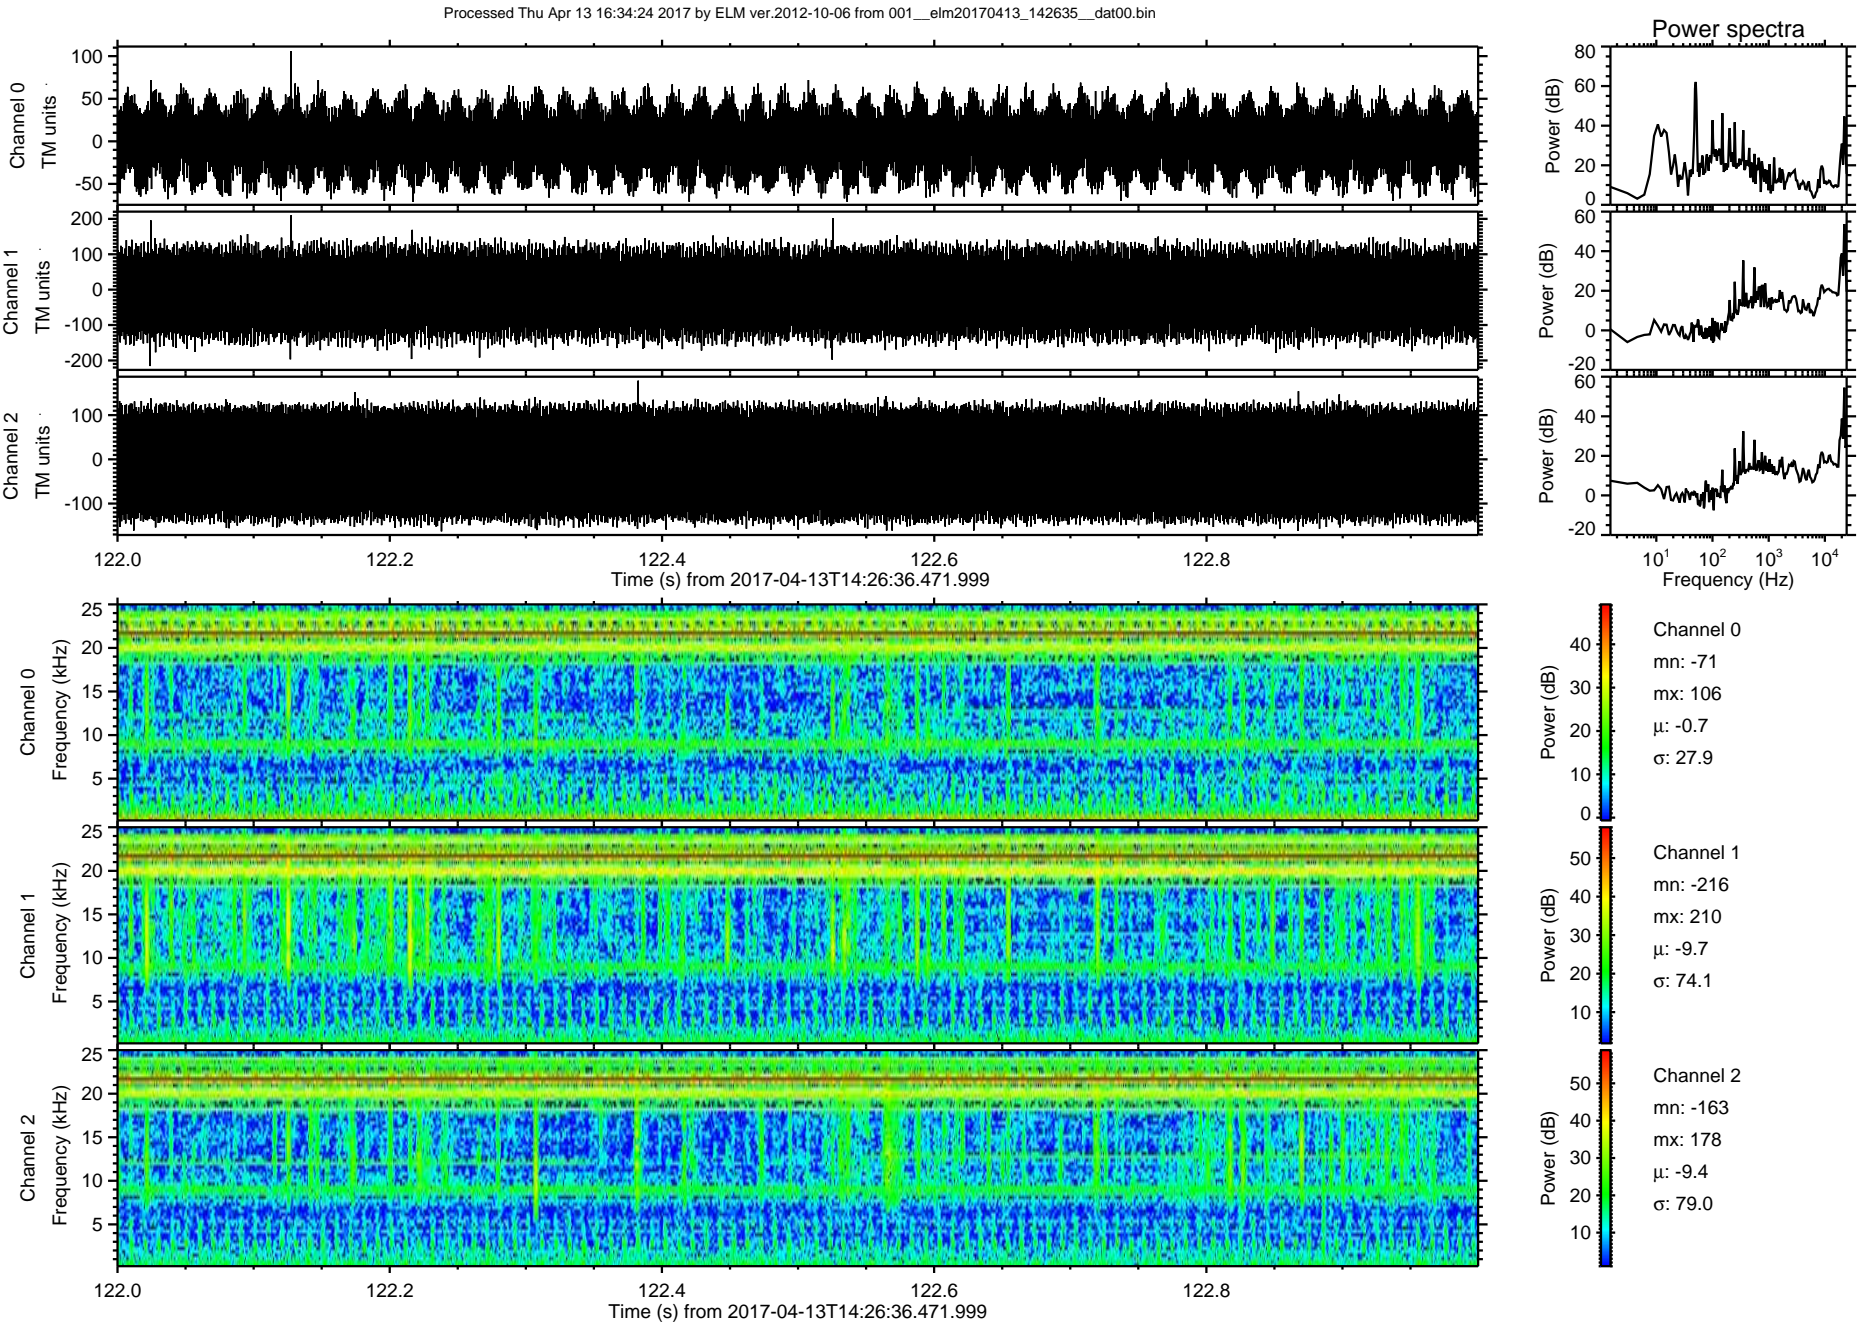 Processed Thu Apr 13 16:34:24 2017 by ELM ver.2012-10-06 from 001__elm20170413_142635__dat00.bin
Power spectra
Channel 0
TM units
100
50
0
-50
Power (dB)
80
60
40
20
0
Channel 1
TM units
200
100
0
-100
-200
Power (dB)
60
40
20
0
-20
Channel 2
TM units
100
0
-100
Power (dB)
60
40
20
0
-20
122.0 122.2 122.4 122.6 122.8
Time (s) from 2017-04-13T14:26:36.471.999
10^1 10^2 10^3 10^4
Frequency (Hz)
Channel 0
Frequency (kHz)
25
20
15
10
5
Power (dB)
40
30
20
10
0
Channel 0
mn: -71
mx: 106
μ: -0.7
σ: 27.9
Channel 1
Frequency (kHz)
25
20
15
10
5
Power (dB)
50
40
30
20
10
Channel 1
mn: -216
mx: 210
μ: -9.7
σ: 74.1
Channel 2
Frequency (kHz)
25
20
15
10
5
Power (dB)
50
40
30
20
10
Channel 2
mn: -163
mx: 178
μ: -9.4
σ: 79.0
122.0 122.2 122.4 122.6 122.8
Time (s) from 2017-04-13T14:26:36.471.999